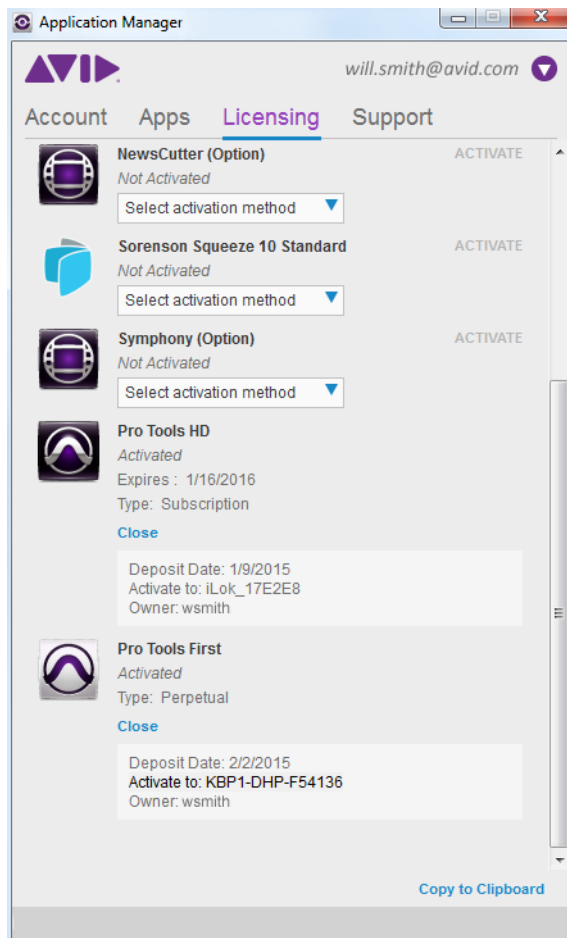 Application Manager
AVID
will.smith@avid.com
Account Apps Licensing Support
NewsCutter (Option) ACTIVATE
Not Activated
Select activation method
Sorenson Squeeze 10 Standard ACTIVATE
Not Activated
Select activation method
Symphony (Option) ACTIVATE
Not Activated
Select activation method
Pro Tools HD
Activated
Expires : 1/16/2016
Type: Subscription
Close
Deposit Date: 1/9/2015
Activate to: iLok_17E2E8
Owner: wsmith
Pro Tools First
Activated
Type: Perpetual
Close
Deposit Date: 2/2/2015
Activate to: KBP1-DHP-F54136
Owner: wsmith
Copy to Clipboard